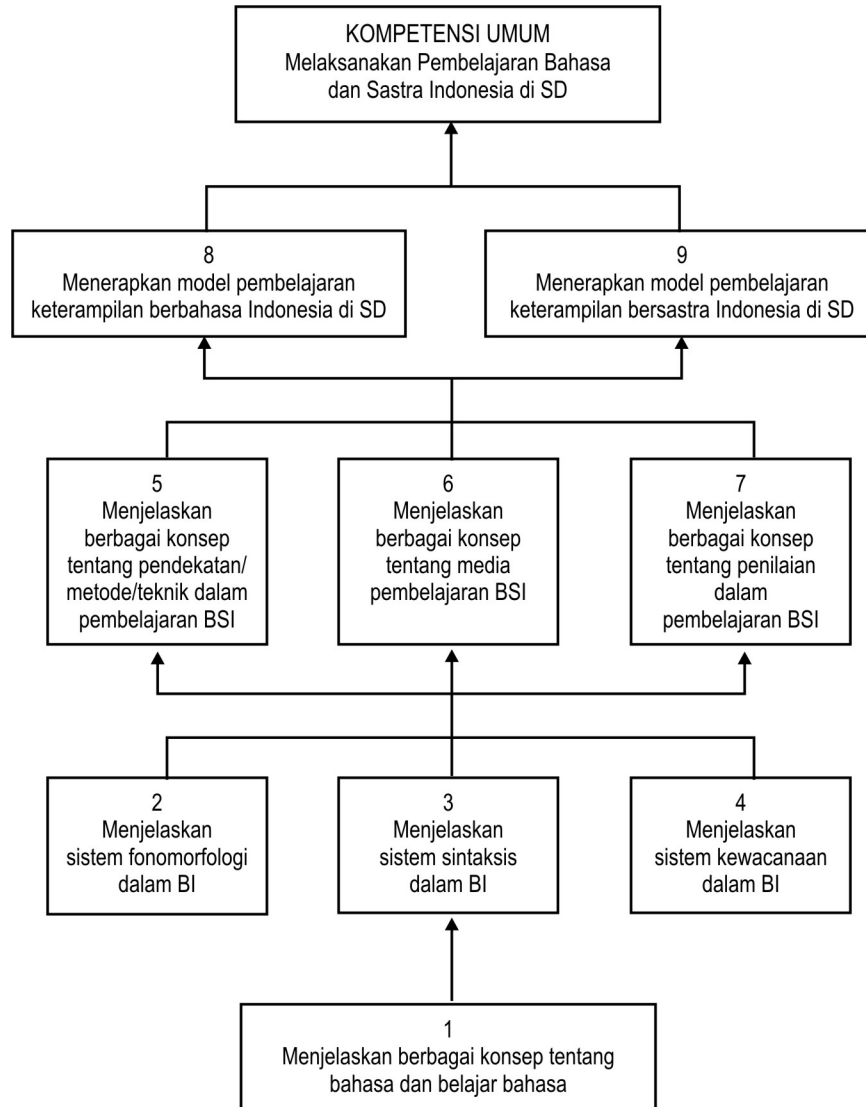 KOMPETENSI UMUM
Melaksanakan Pembelajaran Bahasa
dan Sastra Indonesia di SD
8
Menerapkan model pembelajaran
keterampilan berbahasa Indonesia di SD
9
Menerapkan model pembelajaran
keterampilan bersastra Indonesia di SD
5
Menjelaskan
berbagai konsep
tentang pendekatan/
metode/teknik dalam
pembelajaran BSI
6
Menjelaskan
berbagai konsep
tentang media
pembelajaran BSI
7
Menjelaskan
berbagai konsep
tentang penilaian
dalam
pembelajaran BSI
2
Menjelaskan
sistem fonomorfologi
dalam BI
3
Menjelaskan
sistem sintaksis
dalam BI
4
Menjelaskan
sistem kewacanaan
dalam BI
1
Menjelaskan berbagai konsep tentang
bahasa dan belajar bahasa